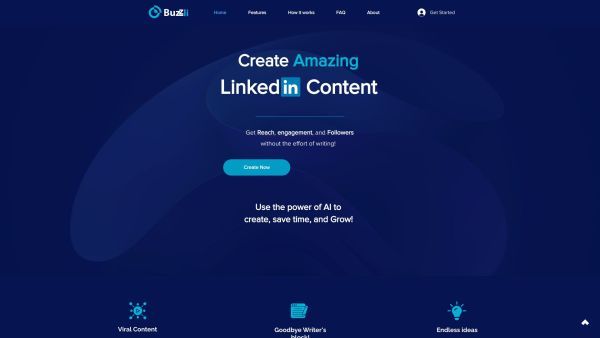 Home Features How it works FAQ About Get Started
Create Amazing
Linked in Content
Get Reach, engagement, and Followers
without the effort of writing!
Create Now
Use the power of AI to
create, save time, and Grow!
Viral Content
Goodbye Writer's
block!
Endless ideas